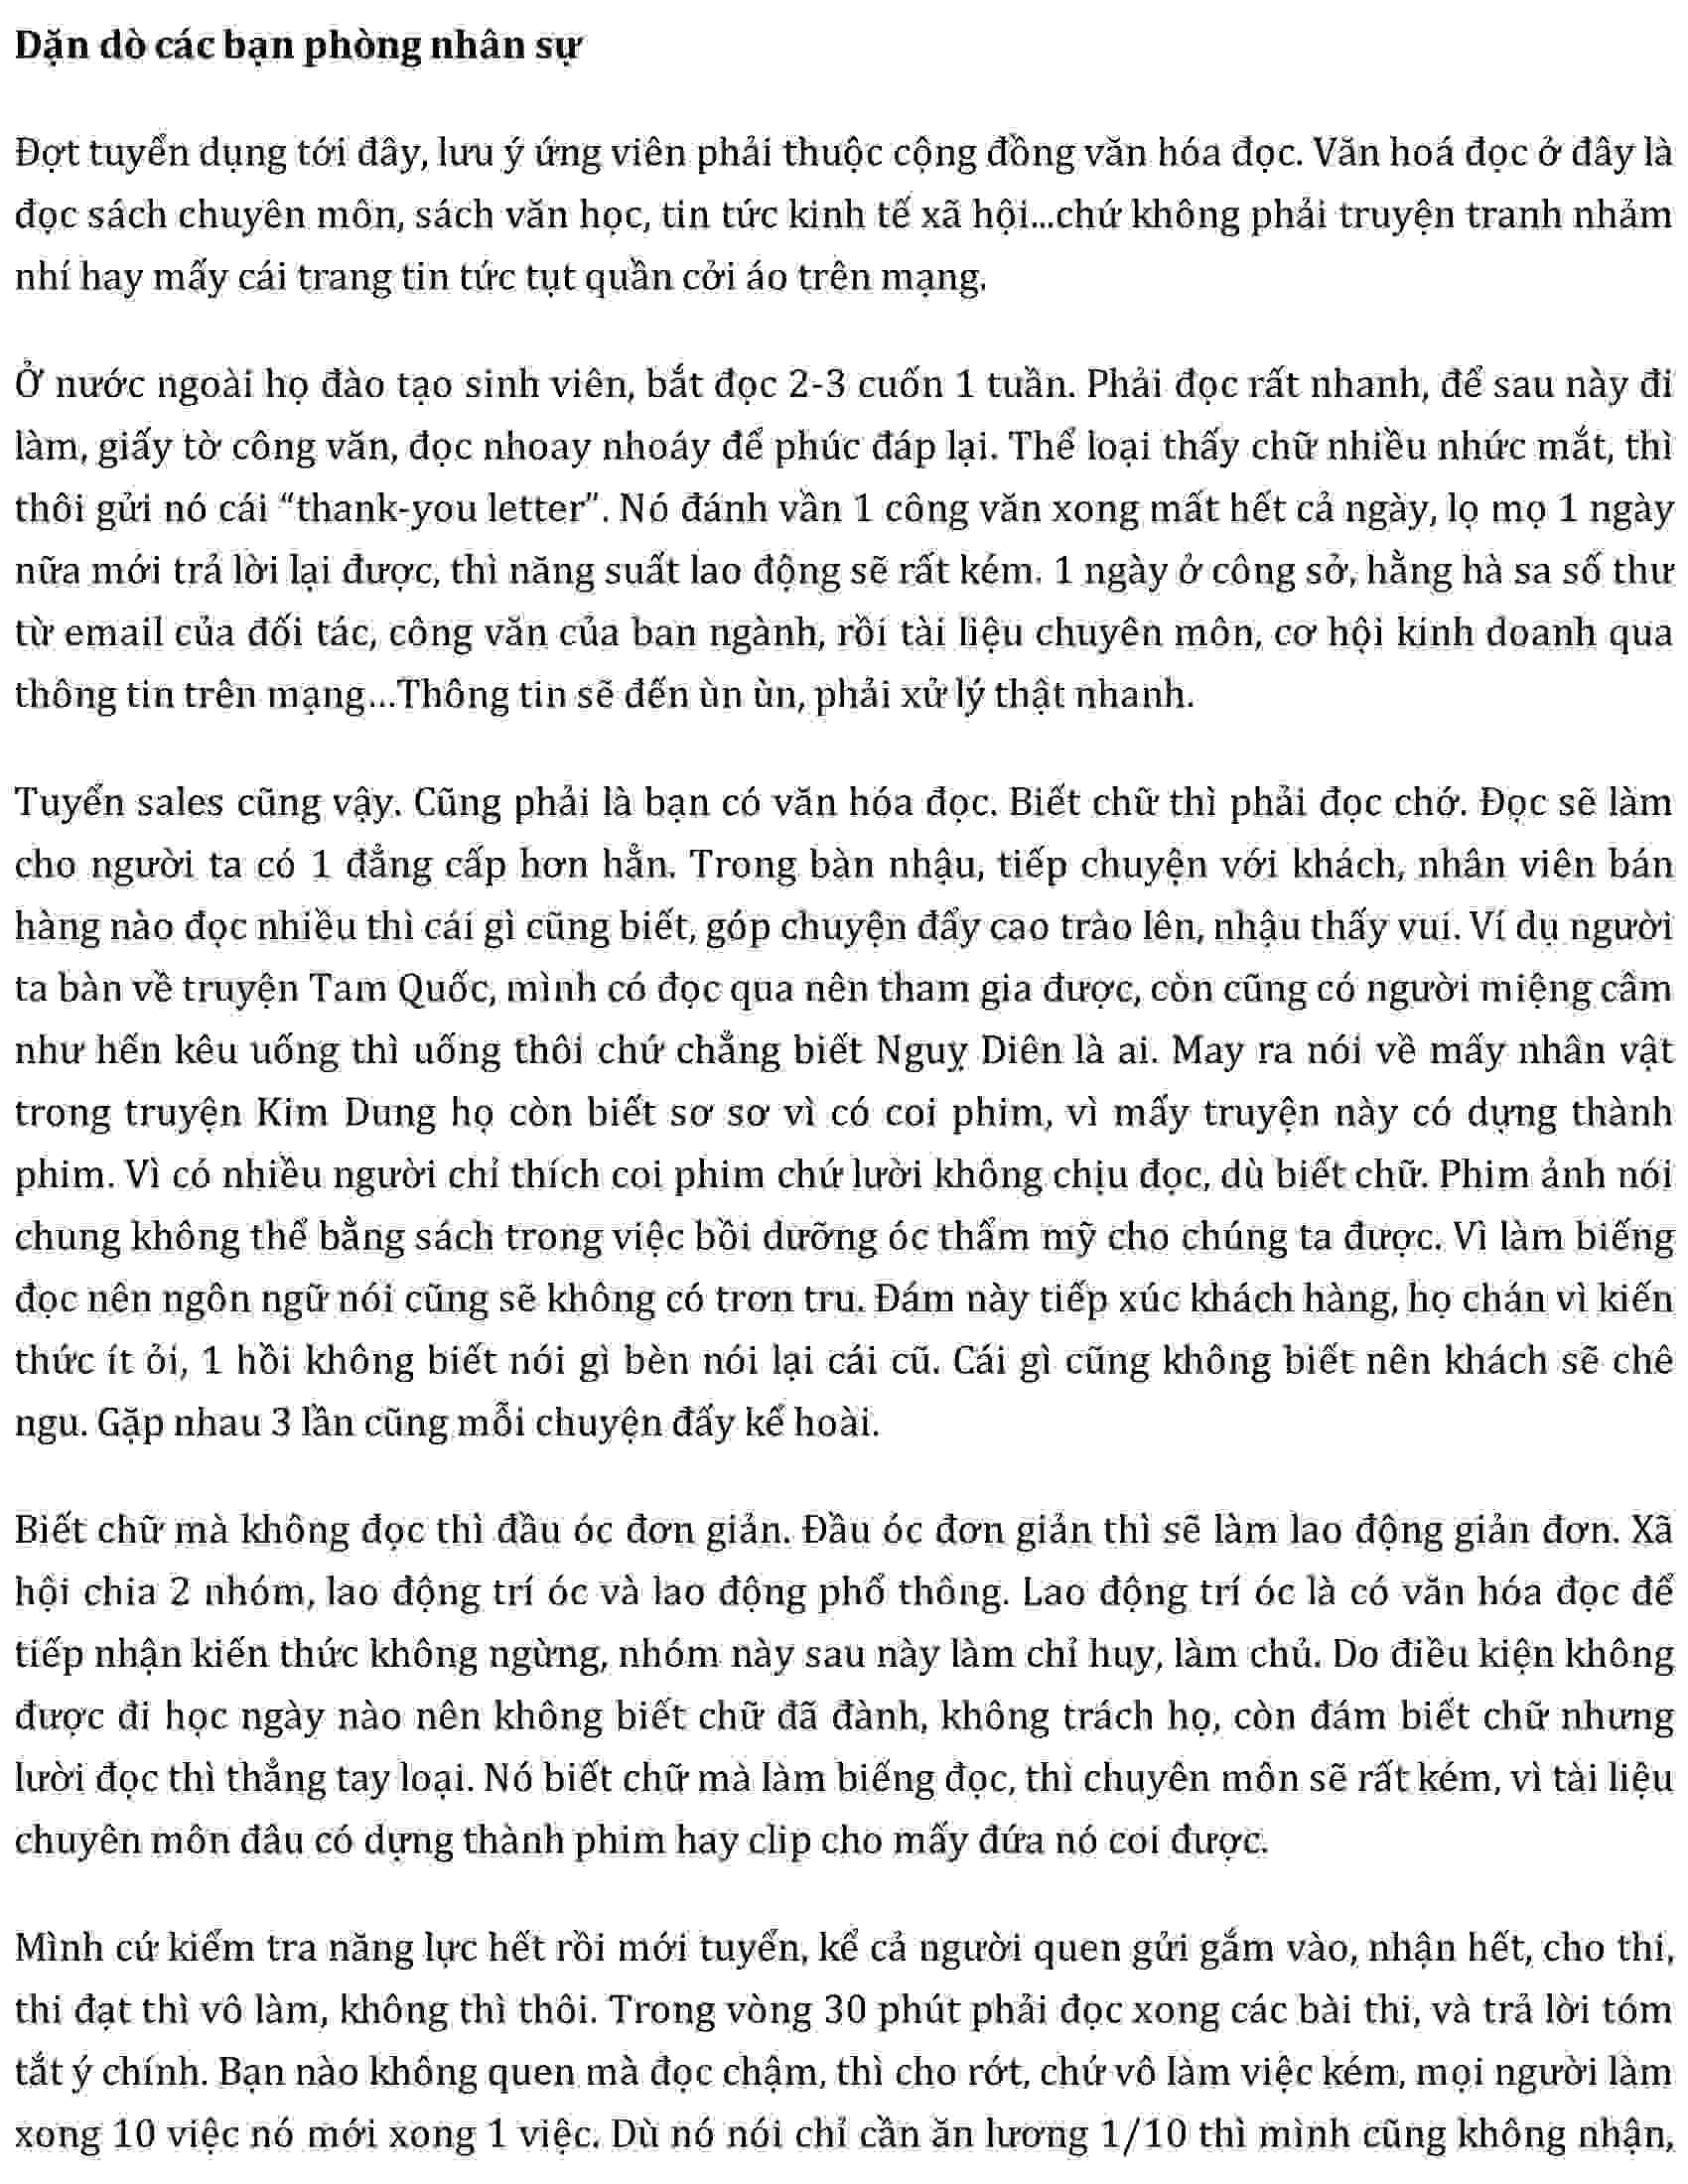 Dặn dò các bạn phòng nhân sự
Đợt tuyển dụng tới đây, lưu ý ứng viên phải thuộc cộng đồng văn hóa đọc. Văn hoá đọc ở đây là
đọc sách chuyên môn, sách văn học, tin tức kinh tế xã hội...chứ không phải truyện tranh nhảm
nhí hay mấy cái trang tin tức tụt quần cởi áo trên mạng.
Ở nước ngoài họ đào tạo sinh viên, bắt đọc 2-3 cuốn 1 tuần. Phải đọc rất nhanh, để sau này đi
làm, giấy tờ công văn, đọc nhoay nhoáy để phúc đáp lại. Thể loại thấy chữ nhiều nhức mắt, thì
thôi gửi nó cái “thank-you letter”. Nó đánh vần 1 công văn xong mất hết cả ngày, lọ mọ 1 ngày
nữa mới trả lời lại được, thì năng suất lao động sẽ rất kém. 1 ngày ở công sở, hằng hà sa số thư
từ email của đối tác, công văn của ban ngành, rồi tài liệu chuyên môn, cơ hội kinh doanh qua
thông tin trên mạng...Thông tin sẽ đến ùn ùn, phải xử lý thật nhanh.
Tuyển sales cũng vậy. Cũng phải là bạn có văn hóa đọc. Biết chữ thì phải đọc chớ. Đọc sẽ làm
cho người ta có 1 đẳng cấp hơn hẳn. Trong bàn nhậu, tiếp chuyện với khách, nhân viên bán
hàng nào đọc nhiều thì cái gì cũng biết, góp chuyện đẩy cao trào lên, nhậu thấy vui. Ví dụ người
ta bàn về truyện Tam Quốc, mình có đọc qua nên tham gia được, còn cũng có người miệng câm
như hến kêu uống thì uống thôi chứ chẳng biết Nguỵ Diên là ai. May ra nói về mấy nhân vật
trong truyện Kim Dung họ còn biết sơ sơ vì có coi phim, vì mấy truyện này có dựng thành
phim. Vì có nhiều người chỉ thích coi phim chứ lười không chịu đọc, dù biết chữ. Phim ảnh nói
chung không thể bằng sách trong việc bồi dưỡng óc thẩm mỹ cho chúng ta được. Vì làm biếng
đọc nên ngôn ngữ nói cũng sẽ không có trơn tru. Đám này tiếp xúc khách hàng, họ chán vì kiến
thức ít ỏi, 1 hồi không biết nói gì bèn nói lại cái cũ. Cái gì cũng không biết nên khách sẽ chê
ngu. Gặp nhau 3 lần cũng mỗi chuyện đấy kể hoài.
Biết chữ mà không đọc thì đầu óc đơn giản. Đầu óc đơn giản thì sẽ làm lao động giản đơn. Xã
hội chia 2 nhóm, lao động trí óc và lao động phổ thông. Lao động trí óc là có văn hóa đọc để
tiếp nhận kiến thức không ngừng, nhóm này sau này làm chỉ huy, làm chủ. Do điều kiện không
được đi học ngày nào nên không biết chữ đã đành, không trách họ, còn đám biết chữ nhưng
lười đọc thì thẳng tay loại. Nó biết chữ mà làm biếng đọc, thì chuyên môn sẽ rất kém, vì tài liệu
chuyên môn đâu có dựng thành phim hay clip cho mấy đứa nó coi được.
Mình cứ kiểm tra năng lực hết rồi mới tuyển, kể cả người quen gửi gắm vào, nhận hết, cho thi,
thi đạt thì vô làm, không thì thôi. Trong vòng 30 phút phải đọc xong các bài thi, và trả lời tóm
tắt ý chính. Bạn nào không quen mà đọc chậm, thì cho rớt, chứ vô làm việc kém, mọi người làm
xong 10 việc nó mới xong 1 việc. Dù nó nói chỉ cần ăn lương 1/10 thì mình cũng không nhận,